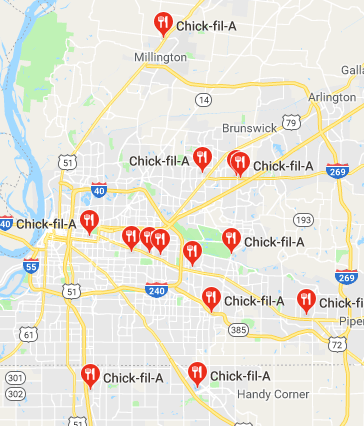 Chick-fil-A
Millington
Galla
14
Arlington
79
Brunswick
51
Chick-fil-A
Chick-fil-A
269
40
40
Chick-fil-A
193
Chick-fil-A
55
269
51
240
Chick-fil-A
Chick-fil
385
Piper
61
72
301
302
Chick-fil-A
Chick-fil-A
Handy Corner